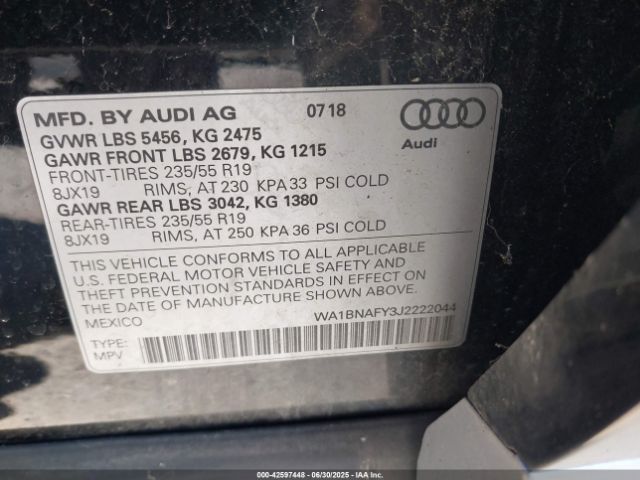 MFD. BY AUDI AG 0718
GVWR LBS 5456, KG 2475
GAWR FRONT LBS 2679, KG 1215
FRONT-TIRES 235/55 R19
8JX19 RIMS, AT 230 KPA 33 PSI COLD
GAWR REAR LBS 3042, KG 1380
REAR-TIRES 235/55 R19
8JX19 RIMS, AT 250 KPA 36 PSI COLD
Audi
THIS VEHICLE CONFORMS TO ALL APPLICABLE
U.S. FEDERAL MOTOR VEHICLE SAFETY AND
THEFT PREVENTION STANDARDS IN EFFECT ON
THE DATE OF MANUFACTURE SHOWN ABOVE.
MEXICO WA1BNAFY3J2222044
TYPE:
MPV
000-42597448 - 06/30/2025 - IAA Inc.